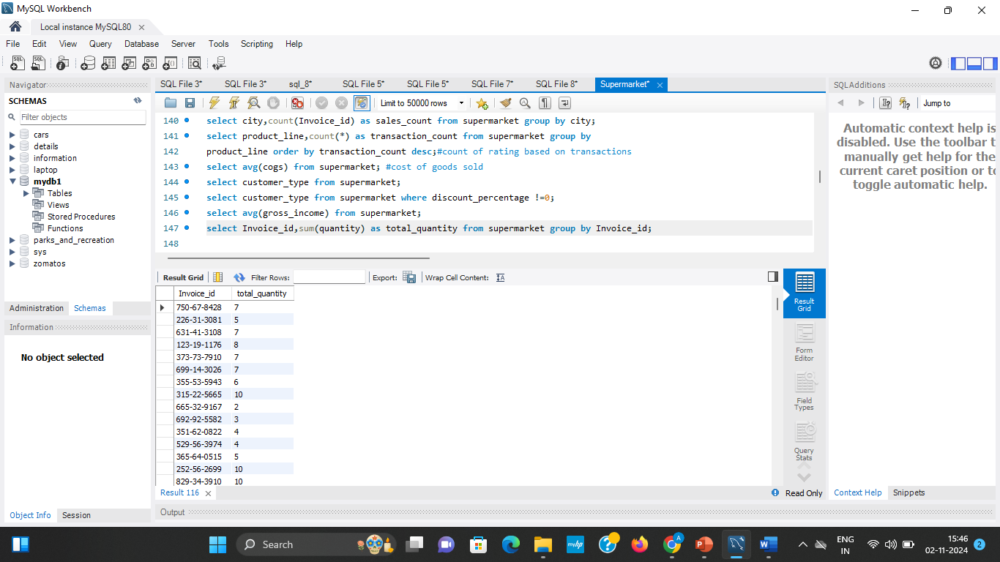 MySQL Workbench
Local instance MySQL80
File Edit View Query Database Server Tools Scripting Help
Navigator
SCHEMAS
Filter objects
cars
details
information
laptop
mydb1
Tables
Views
Stored Procedures
Functions
parks_and_recreation
sys
zomatos
Administration Schemas
Information
No object selected
Object Info Session
SQL File 3* SQL File 3* sql_8* SQL File 5* SQL File 5* SQL File 7* SQL File 8* Supermarket*
Limit to 50000 rows
140 select city,count(Invoice_id) as sales_count from supermarket group by city;
141 select product_line,count(*) as transaction_count from supermarket group by
142 product_line order by transaction_count desc;#count of rating based on transactions
143 select avg(cogs) from supermarket; #cost of goods sold
144 select customer_type from supermarket;
145 select customer_type from supermarket where discount_percentage !=0;
146 select avg(gross_income) from supermarket;
147 select Invoice_id,sum(quantity) as total_quantity from supermarket group by Invoice_id;
148
Result Grid Filter Rows: Export: Wrap Cell Content:
Invoice_id total_quantity
750-67-8428 7
226-31-3081 5
631-41-3108 7
123-19-1176 8
373-73-7910 7
699-14-3026 7
355-53-5943 6
315-22-5665 10
665-32-9167 2
692-92-5582 3
351-62-0822 4
529-56-3974 4
365-64-0515 5
252-56-2699 10
829-34-3910 10
Result Grid
Form Editor
Field Types
Query Stats
Result 116
Read Only
Output
SQLAdditions
Jump to
Automatic context help is
disabled. Use the toolbar t
manually get help for the
current caret position or to
toggle automatic help.
Context Help Snippets
Search
myhp
A
ENG
IN
15:46
02-11-2024
2